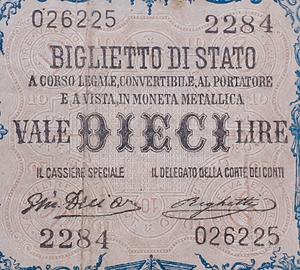 026225 2284
BIGLIETTO DI STATO
A CORSO LEGALE, CONVERTIBILE, AL PORTATORE
E A VISTA, IN MONETA METALLICA
VALE DIECI LIRE
IL CASSIERE SPECIALE IL DELEGATO DELLA CORTE DEI CONTI
Righetti
2284 026225